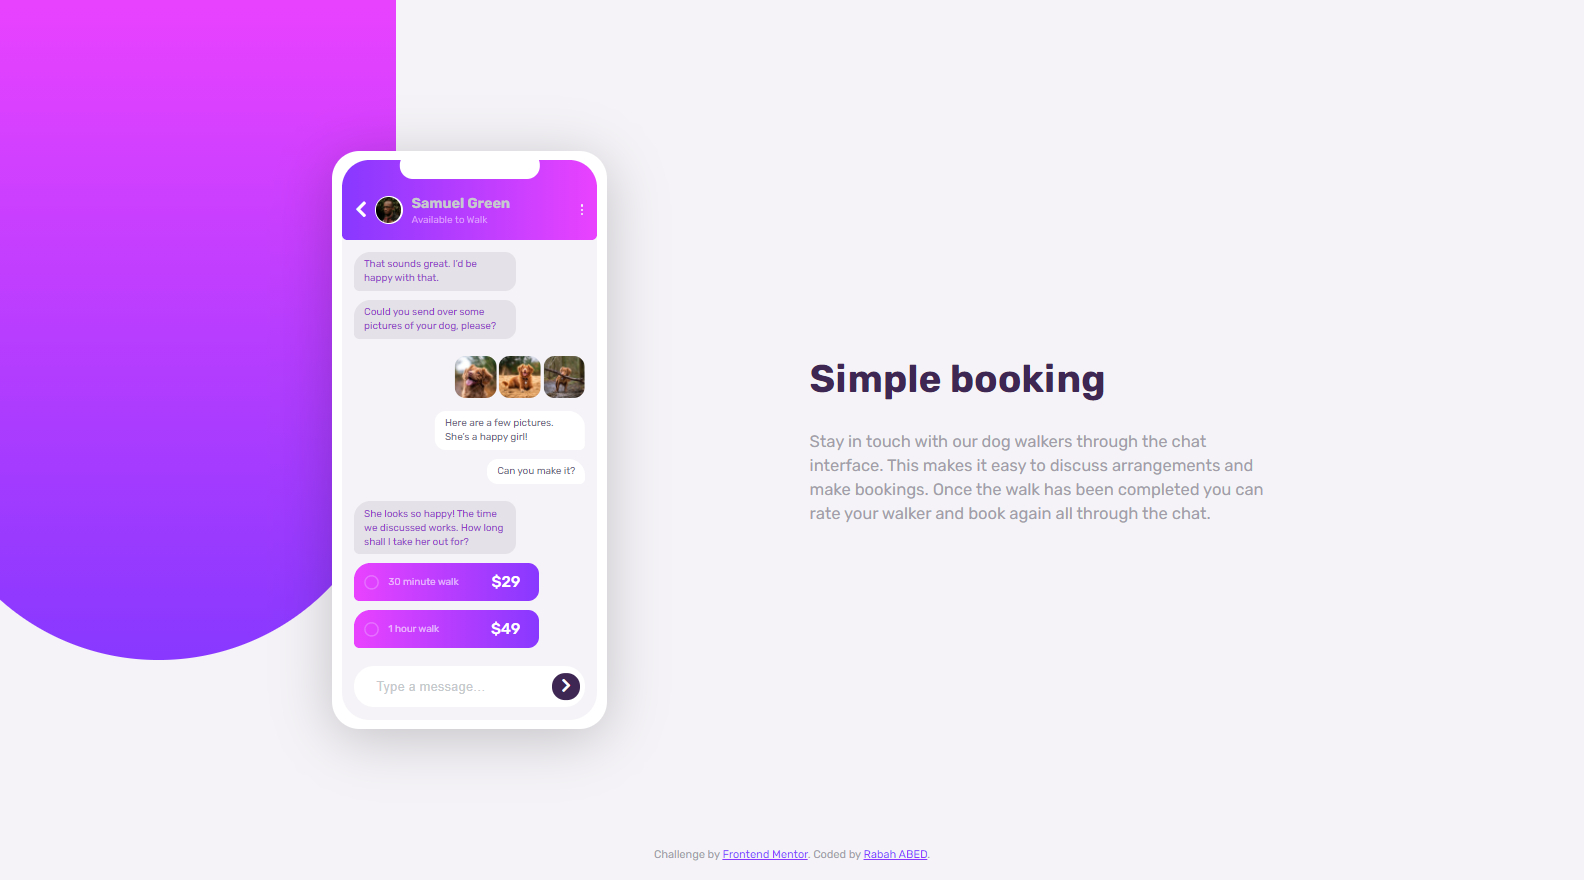 Samuel Green
Available to Walk
That sounds great. I'd be
happy with that.
Could you send over some
pictures of your dog, please?
Here are a few pictures.
She's a happy girl!
Can you make it?
She looks so happy! The time
we discussed works. How long
shall I take her out for?
30 minute walk $29
1 hour walk $49
Type a message...
Simple booking
Stay in touch with our dog walkers through the chat
interface. This makes it easy to discuss arrangements and
make bookings. Once the walk has been completed you can
rate your walker and book again all through the chat.
Challenge by Frontend Mentor. Coded by Rabah ABED.